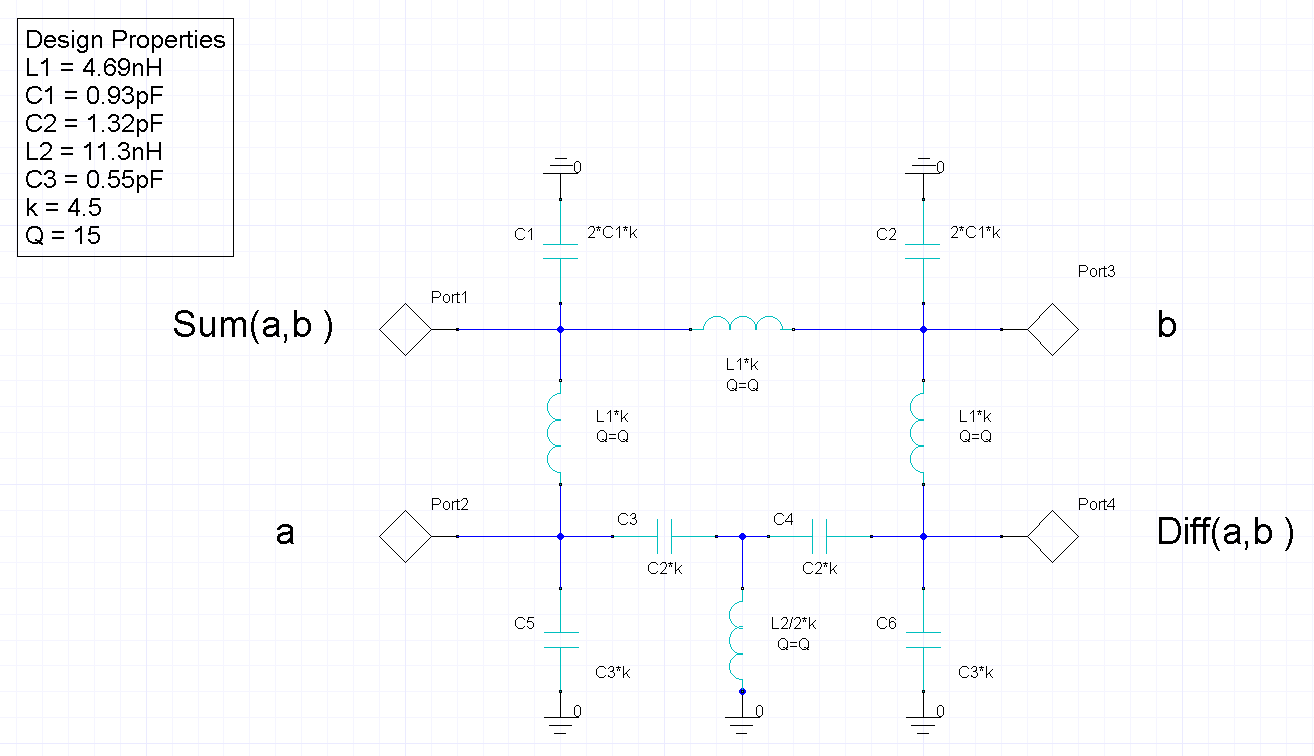 Design Properties
L1 = 4.69nH
C1 = 0.93pF
C2 = 1.32pF
L2 = 11.3nH
C3 = 0.55pF
k = 4.5
Q = 15
0
0
C1
2*C1*k
C2
2*C1*k
Port1
Port3
Sum(a,b )
b
L1*k
Q=Q
L1*k
Q=Q
L1*k
Q=Q
Port2
Port4
a
C3
C4
Diff(a,b )
C2*k
C2*k
C5
L2/2*k
Q=Q
C6
C3*k
C3*k
0
0
0